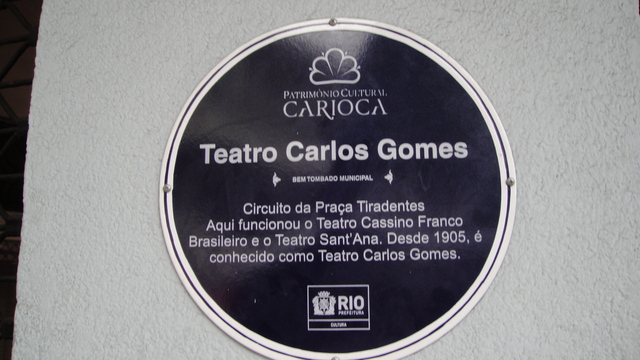 PATRIMÔNIO CULTURAL
CARIOCA
Teatro Carlos Gomes
BEM TOMBADO MUNICIPAL
Circuito da Praça Tiradentes
Aqui funcionou o Teatro Cassino Franco
Brasileiro e o Teatro Sant'Ana. Desde 1905, é
conhecido como Teatro Carlos Gomes.
RIO
PREFEITURA
CULTURA